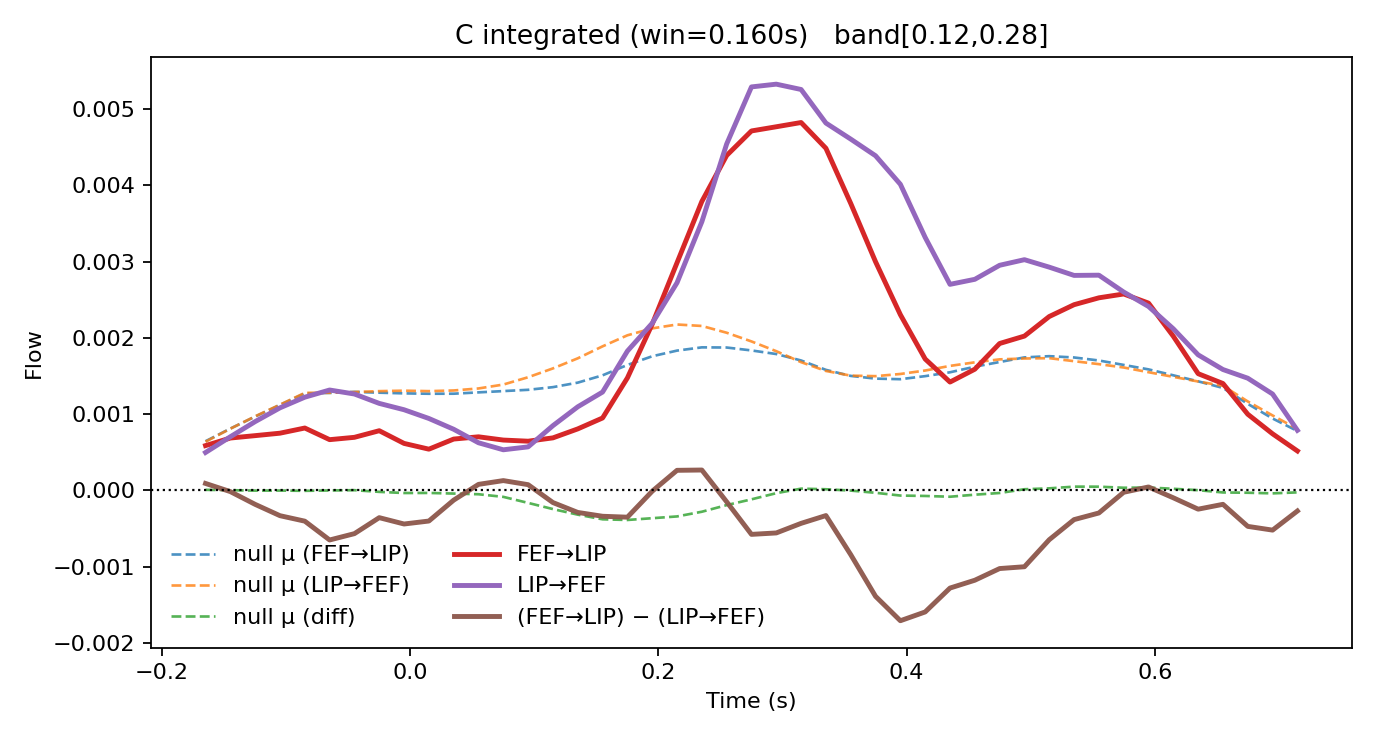 C integrated (win=0.160s) band[0.12,0.28]
Flow
0.005
0.004
0.003
0.002
0.001
0.000
−0.001
−0.002
null μ (FEF→LIP)
null μ (LIP→FEF)
null μ (diff)
FEF→LIP
LIP→FEF
(FEF→LIP) − (LIP→FEF)
−0.2 0.0 0.2 0.4 0.6
Time (s)